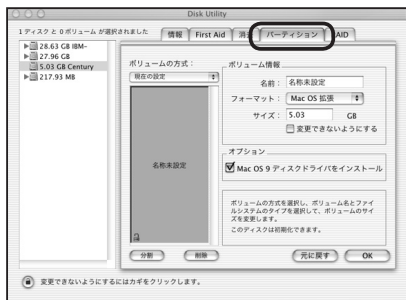 Disk Utility
1 ディスク と 0 ボリューム が選択されました
情報 First Aid 消去 パーティション RAID
28.63 GB IBM-
27.96 GB
5.03 GB Century
217.93 MB
ボリュームの方式：
現在の設定
名称未設定
分割 削除
ボリューム情報
名前： 名称未設定
フォーマット： Mac OS 拡張
サイズ： 5.03 GB
変更できないようにする
オプション
Mac OS 9 ディスクドライバをインストール
ボリュームの方式を選択し、ボリューム名とファイ
ルシステムのタイプを選択して、ボリュームのサイ
ズを変更します。
このディスクは初期化できます。
元に戻す OK
変更できないようにするにはカギをクリックします。